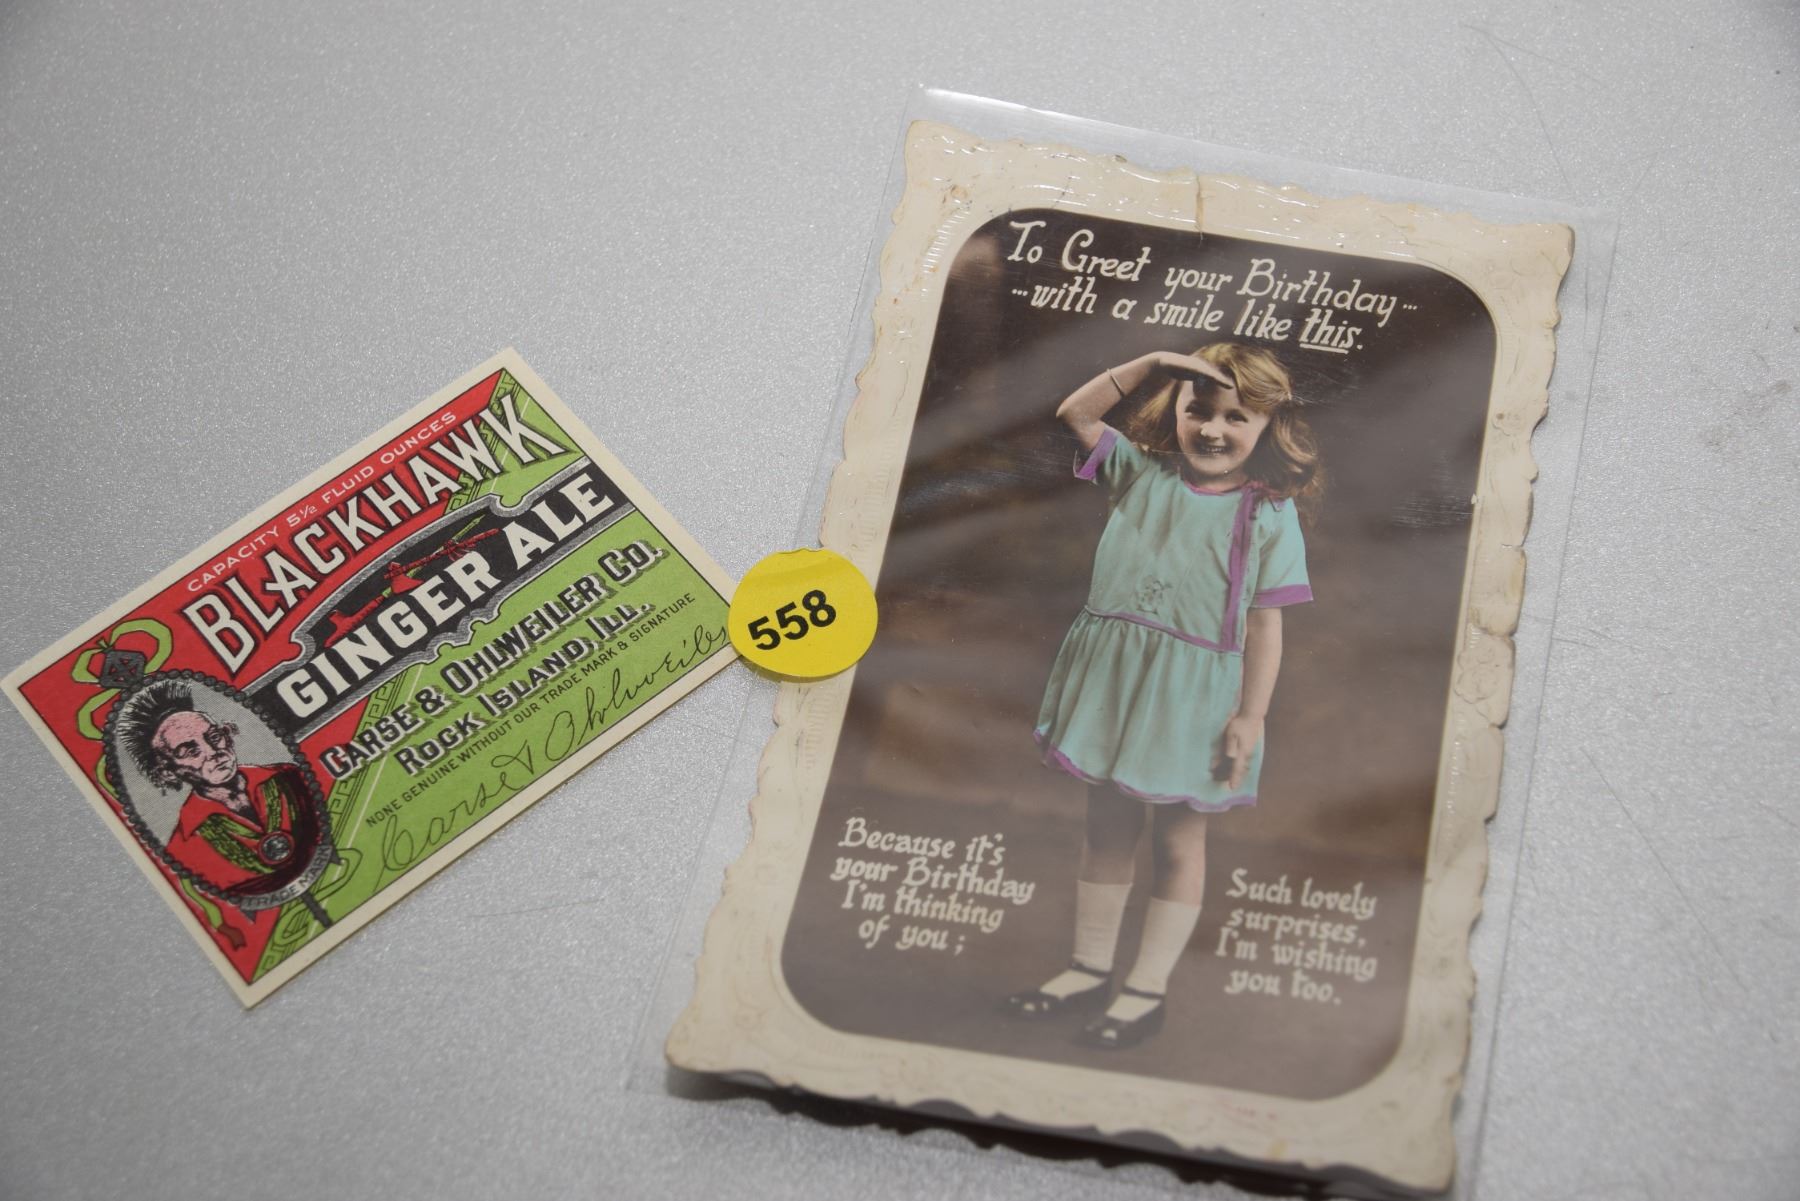 CAPACITY 5½ FLUID OUNCES
BLACKHAWK
GINGER ALE
CARSE & OHLWEILER CO.
ROCK ISLAND, ILL.
NONE GENUINE WITHOUT OUR TRADE MARK & SIGNATURE
Carse & Ohlweiler
TRADE MARK
558
To Greet your Birthday...
...with a smile like this.
Because it's
your Birthday
I'm thinking
of you;
Such lovely
surprises,
I'm wishing
you too.